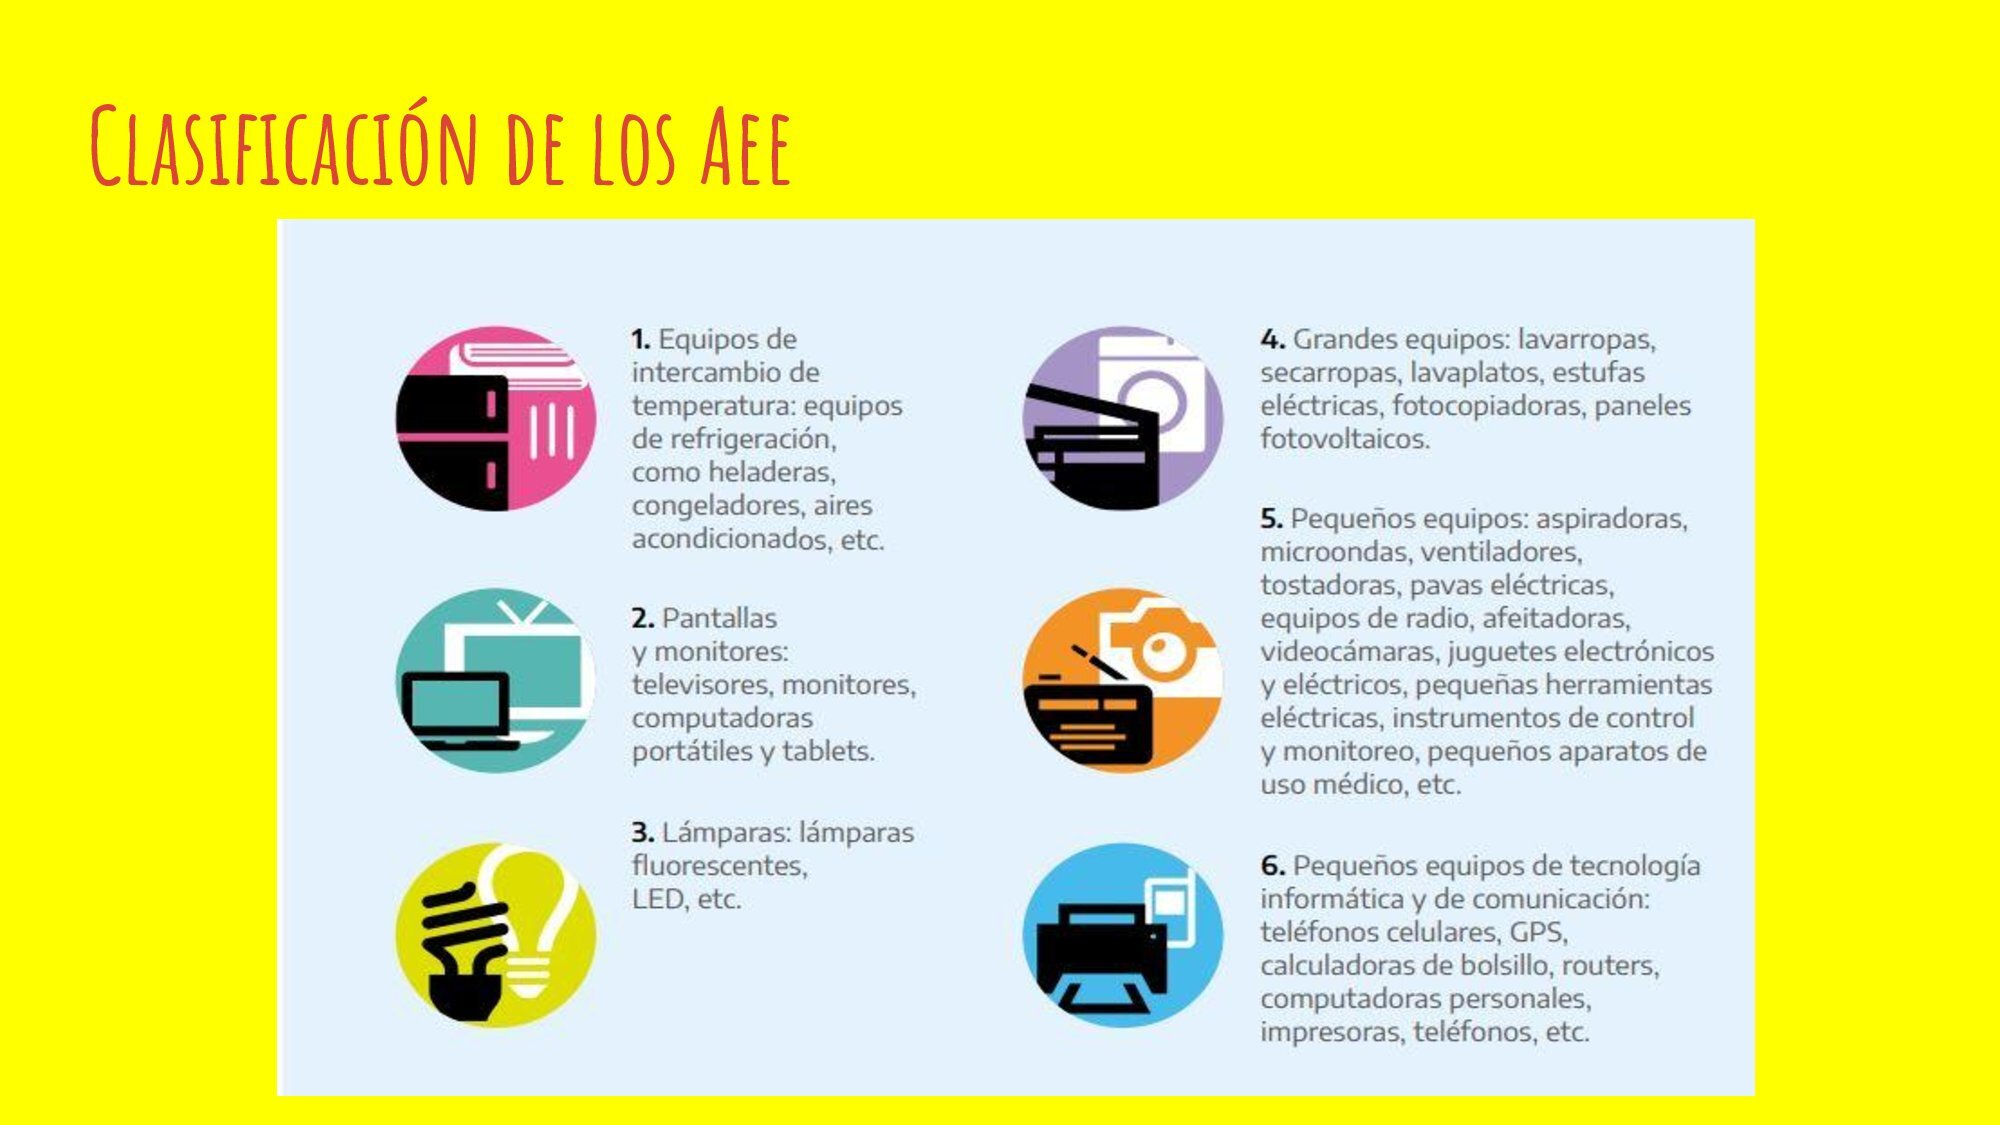 Clasificación de los Aee
1. Equipos de
intercambio de
temperatura: equipos
de refrigeración,
como heladeras,
congeladores, aires
acondicionados, etc.
2. Pantallas
y monitores:
televisores, monitores,
computadoras
portátiles y tablets.
3. Lámparas: lámparas
fluorescentes,
LED, etc.
4. Grandes equipos: lavarropas,
secarropas, lavaplatos, estufas
eléctricas, fotocopiadoras, paneles
fotovoltaicos.
5. Pequeños equipos: aspiradoras,
microondas, ventiladores,
tostadoras, pavas eléctricas,
equipos de radio, afeitadoras,
videocámaras, juguetes electrónicos
y eléctricos, pequeñas herramientas
eléctricas, instrumentos de control
y monitoreo, pequeños aparatos de
uso médico, etc.
6. Pequeños equipos de tecnología
informática y de comunicación:
teléfonos celulares, GPS,
calculadoras de bolsillo, routers,
computadoras personales,
impresoras, teléfonos, etc.